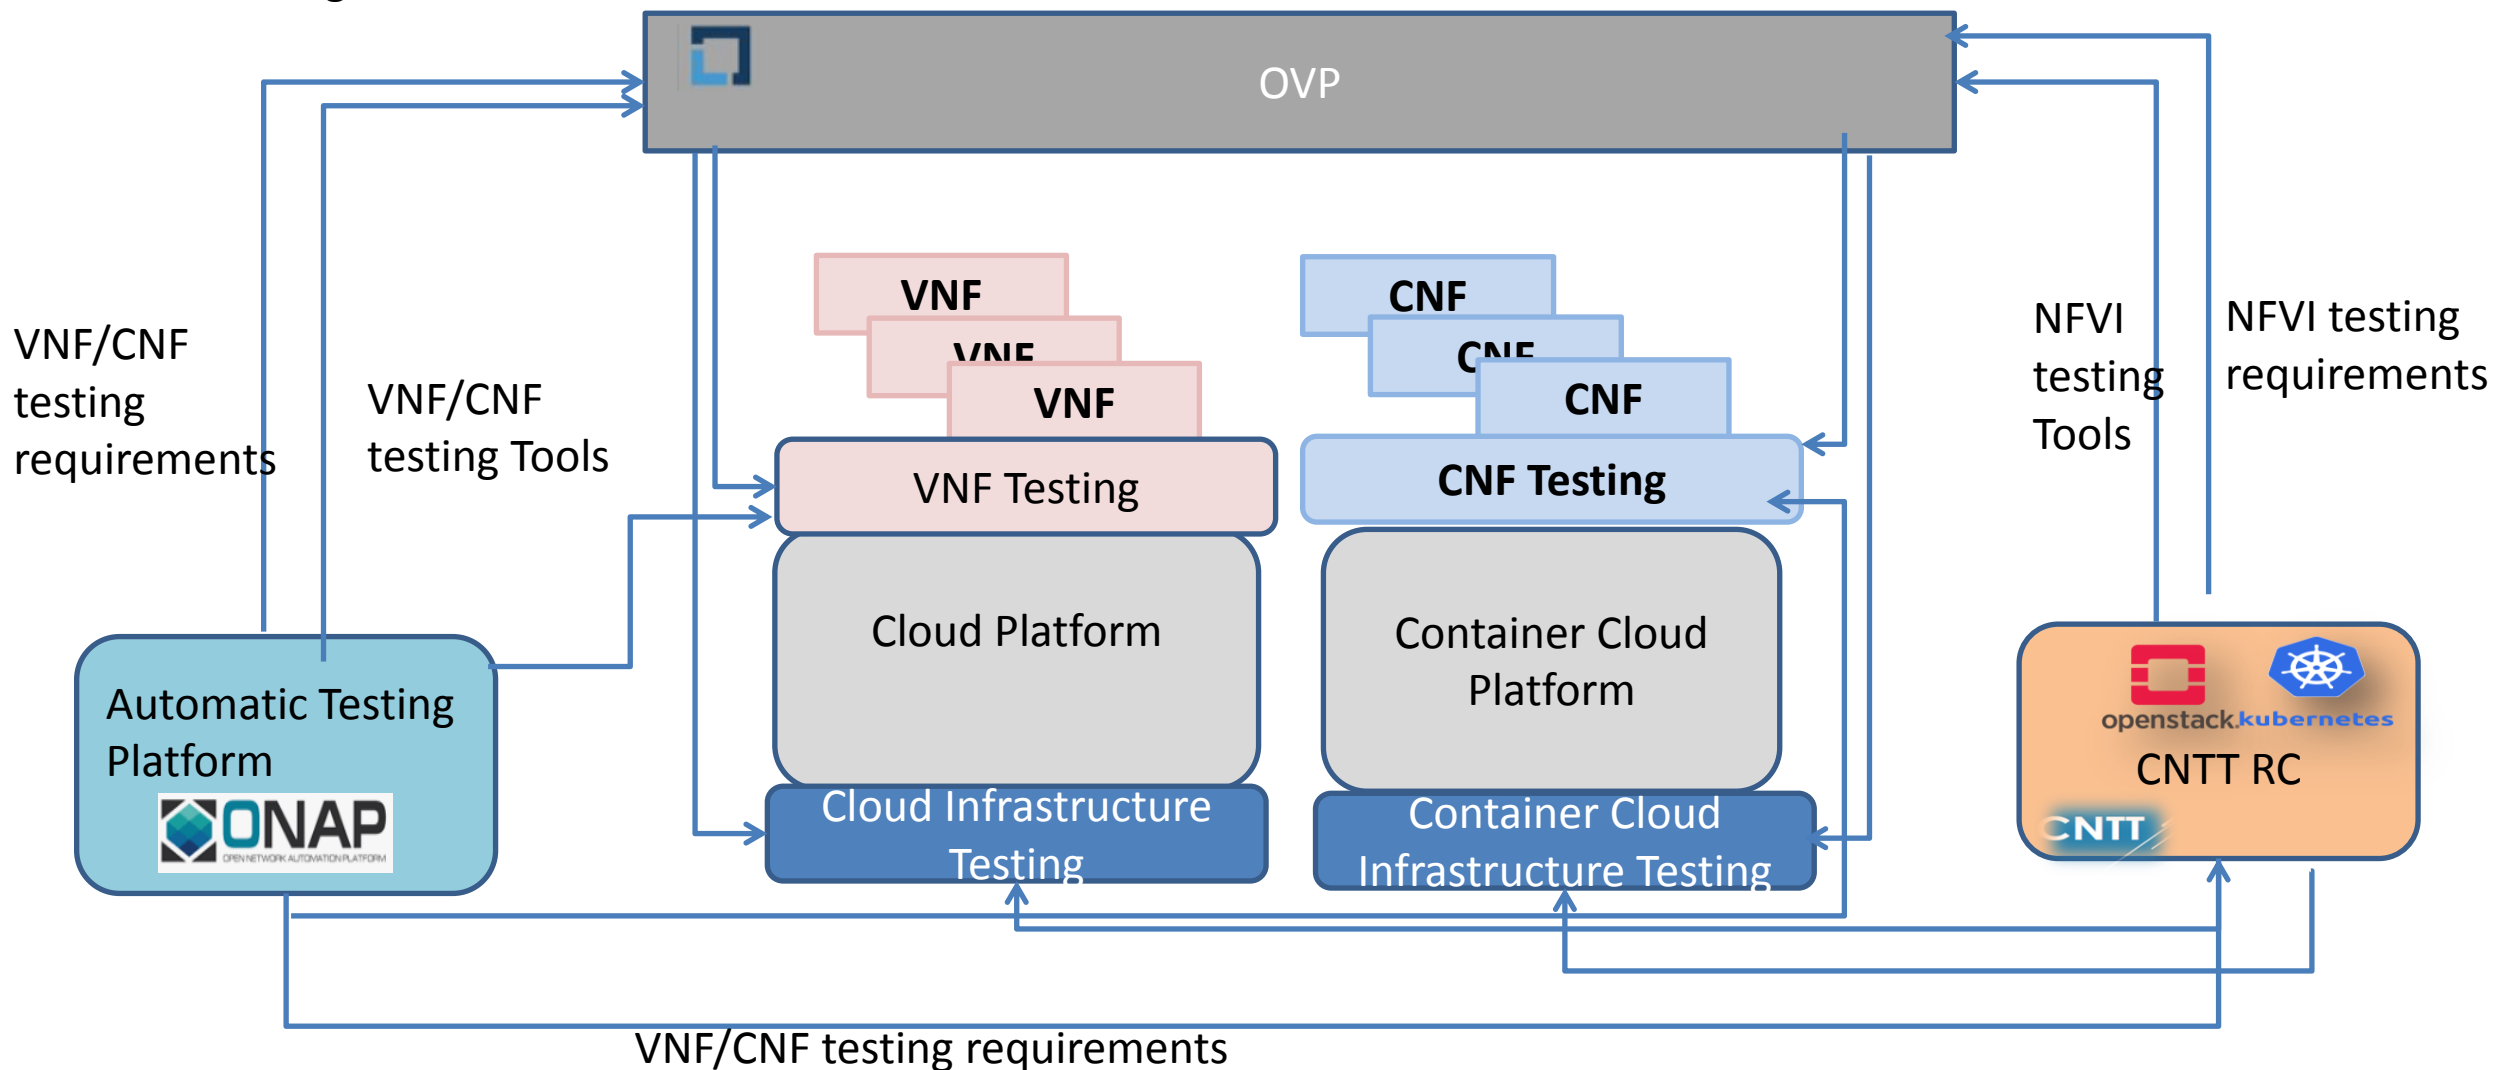 OVP
VNF
VNF
VNF
CNF
CNF
CNF
VNF/CNF
testing
requirements
VNF/CNF
testing Tools
NFVI
testing
Tools
NFVI testing
requirements
VNF Testing
CNF Testing
Cloud Platform
Container Cloud
Platform
Automatic Testing
Platform
ONAP
OPEN NETWORK AUTOMATION PLATFORM
openstack.
kubernetes
CNTT RC
CNTT
Cloud Infrastructure
Testing
Container Cloud
Infrastructure Testing
VNF/CNF testing requirements